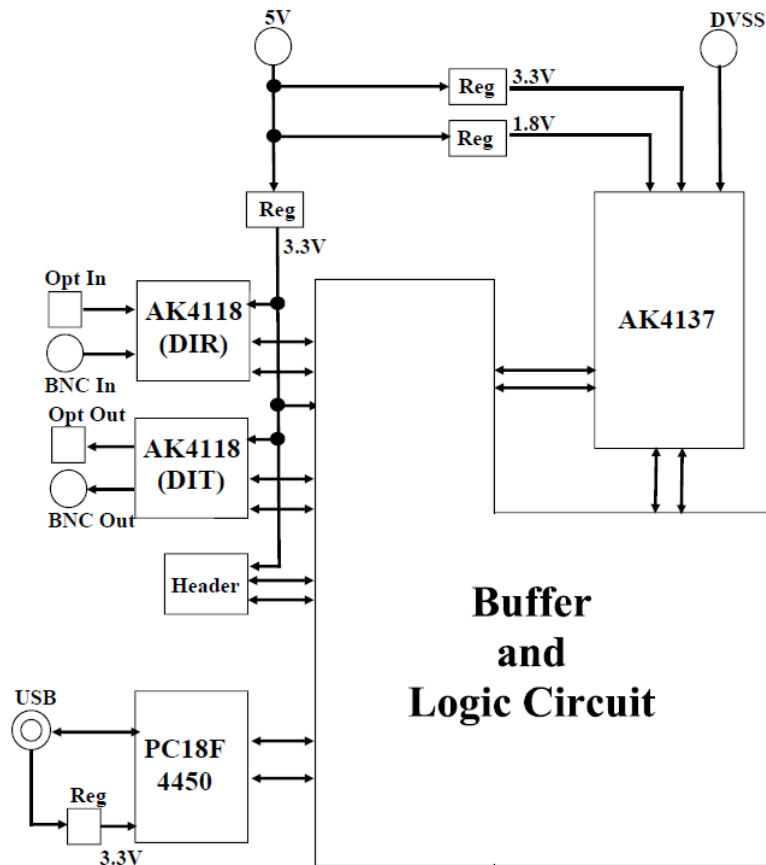 5V
DVSS
Reg
3.3V
Reg
1.8V
Reg
3.3V
Opt In
AK4118
(DIR)
BNC In
AK4137
Opt Out
AK4118
(DIT)
BNC Out
Header
Buffer
and
Logic Circuit
USB
PC18F
4450
Reg
3.3V